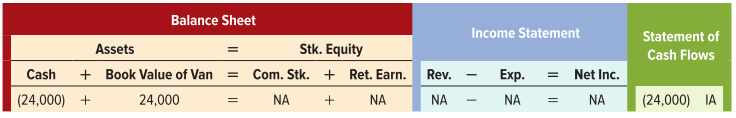 Balance Sheet
Income Statement
Statement of
Cash Flows
Assets = Stk. Equity
Cash + Book Value of Van = Com. Stk. + Ret. Earn. Rev. − Exp. = Net Inc.
(24,000) + 24,000 = NA + NA NA − NA = NA (24,000) IA